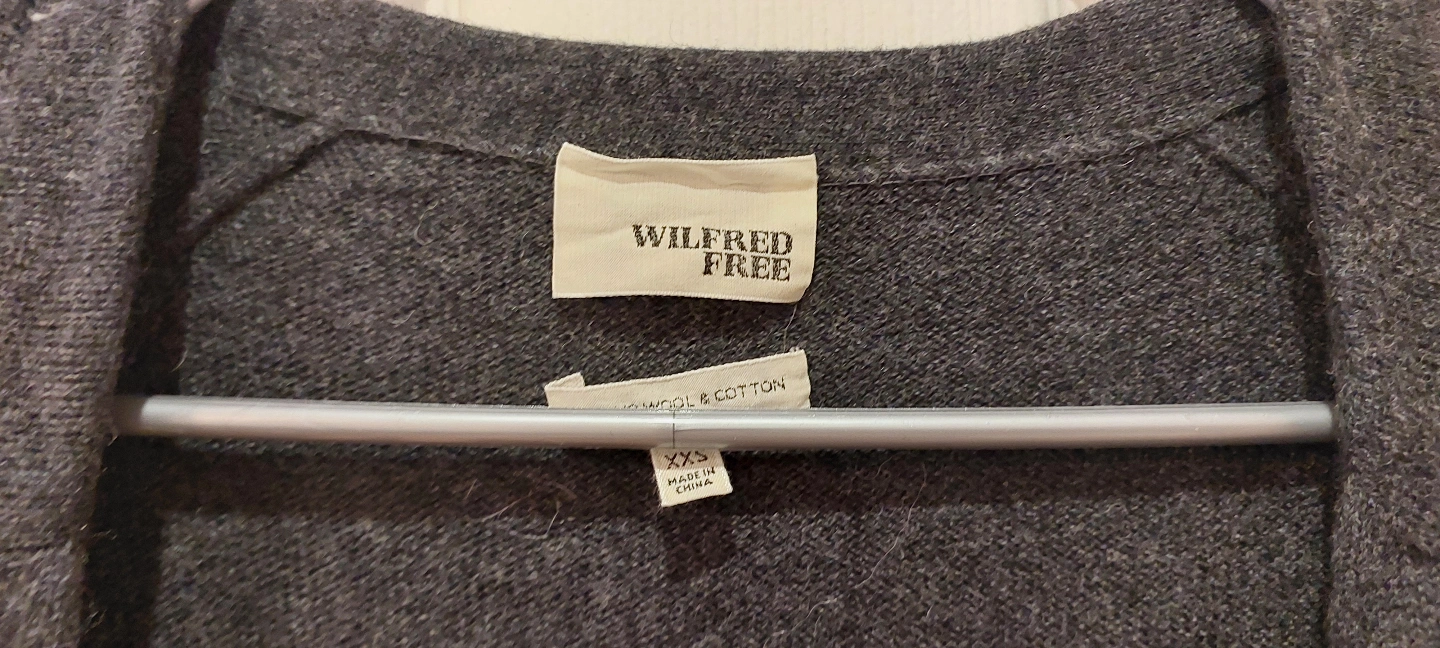 WILFRED
FREE
WOOL & COTTON
XXS
MADE IN
CHINA